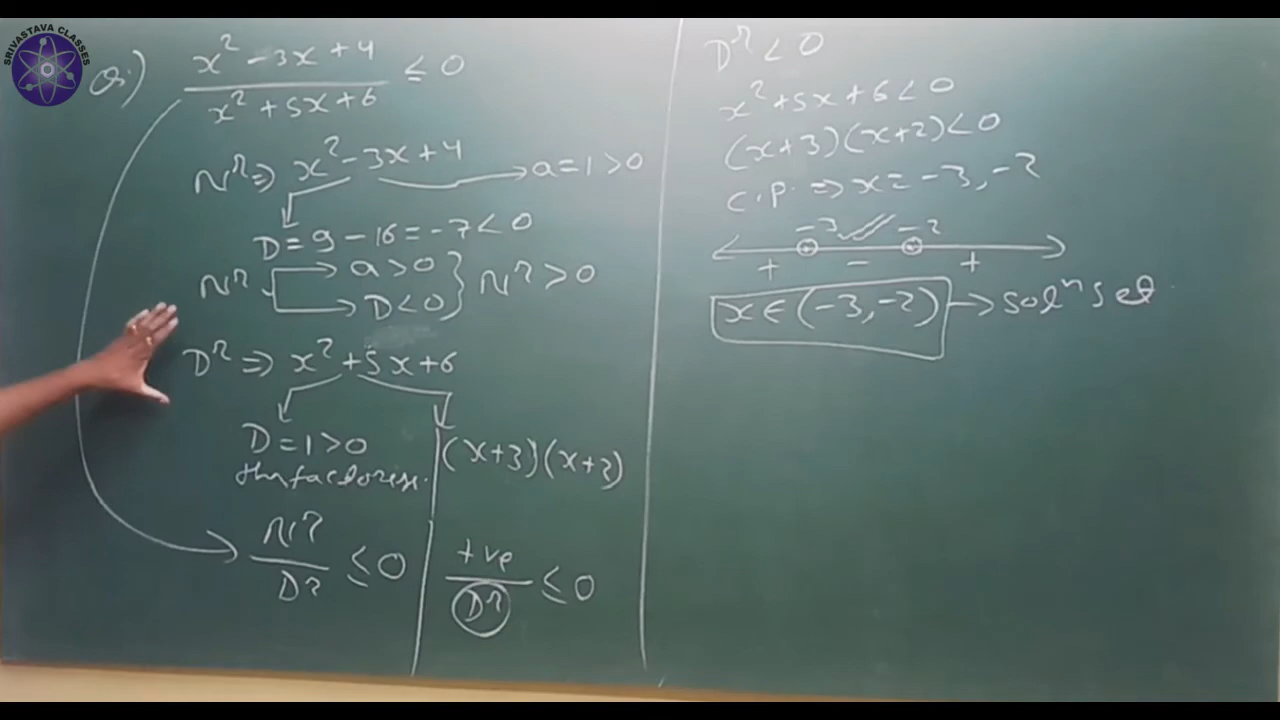 SRIVASTAVA CLASSES
Q.) x² - 3x + 4 / x² + 5x + 6 ≤ 0
Nr ⇒ x² - 3x + 4 → a = 1 > 0
D = 9 - 16 = -7 < 0
Nr → a > 0
→ D < 0 } Nr > 0
Dr ⇒ x² + 5x + 6
D = 1 > 0 (x+3)(x+2)
factorise.
Nr / Dr ≤ 0
+ve / Dr ≤ 0
Dr < 0
x² + 5x + 6 < 0
(x+3)(x+2) < 0
C.P. ⇒ x = -3, -2
-3 -2
+ - +
x ∈ (-3, -2) → solⁿ set